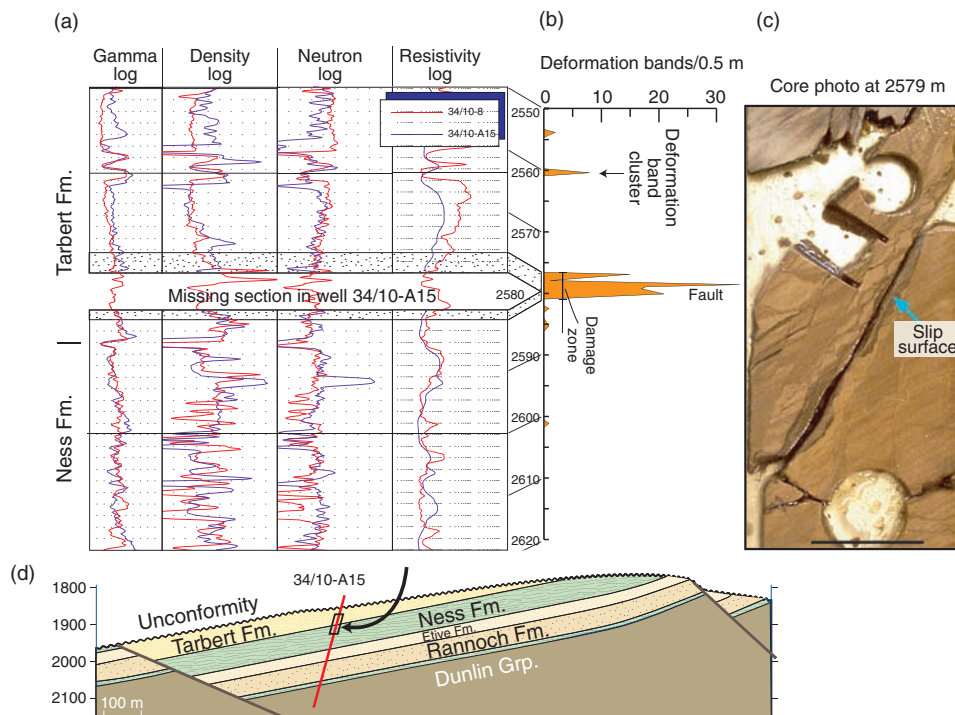 (a)
Gamma
log
Density
log
Neutron
log
Resistivity
log
34/10-8
34/10-A15
Tarbert Fm.
Missing section in well 34/10-A15
Ness Fm.
(b)
Deformation bands/0.5 m
0 10 20 30
2550
2560
2570
2580
2590
2600
2610
2620
Deformation
band
cluster
Fault
Damage
zone
(c)
Core photo at 2579 m
Slip
surface
(d)
1800
1900
2000
2100
34/10-A15
Unconformity
Tarbert Fm.
Ness Fm.
Etive Fm.
Rannoch Fm.
Dunlin Grp.
100 m